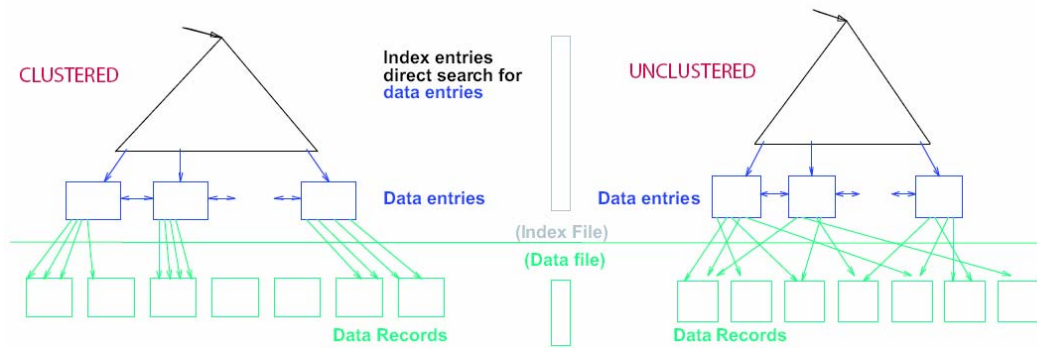 CLUSTERED
Index entries
direct search for
data entries
UNCLUSTERED
Data entries
Data entries
(Index File)
(Data file)
Data Records
Data Records